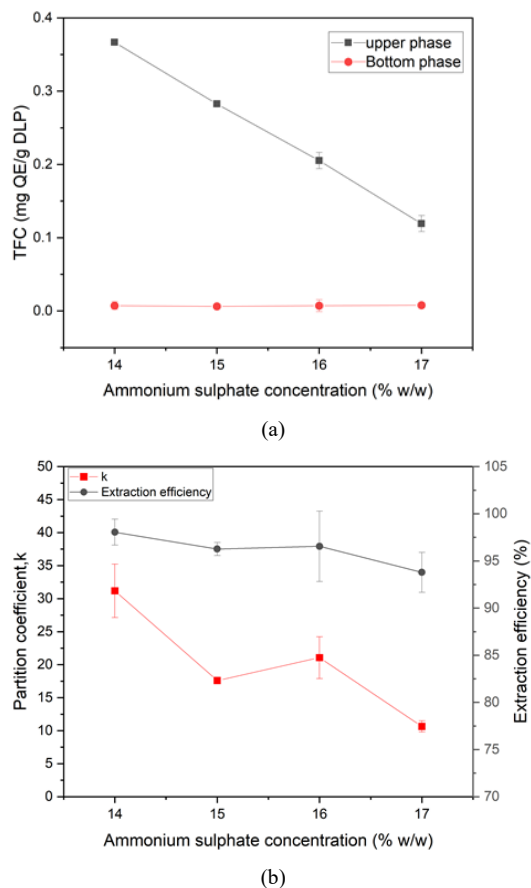 0.4
0.3
0.2
0.1
0.0
TFC (mg QE/g DLP)
upper phase
Bottom phase
14 15 16 17
Ammonium sulphate concentration (% w/w)
(a)
50
45
40
35
30
25
20
15
10
5
0
Partition coefficient,k
k
Extraction efficiency
105
100
95
90
85
80
75
70
Extraction efficiency (%)
14 15 16 17
Ammonium sulphate concentration (% w/w)
(b)